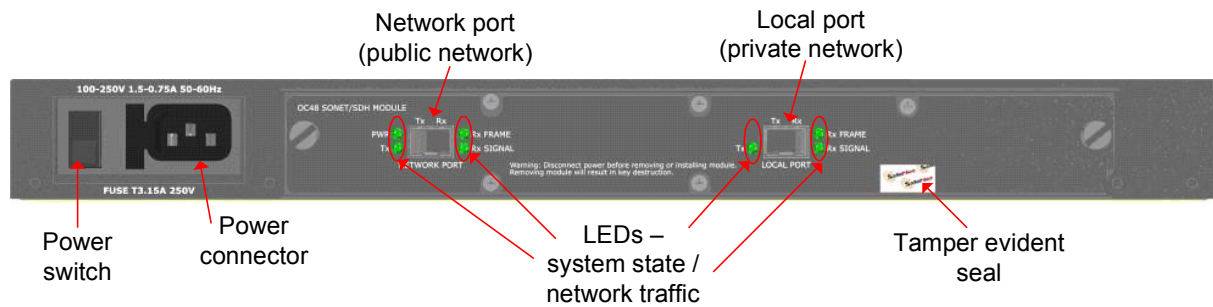 Network port
(public network)
Local port
(private network)
100-250V 1.5-0.75A 50-60Hz
OC48 SONET/SDH MODULE
Tx Rx
Tx Rx
PWR
Rx FRAME
Rx FRAME
Tx
Rx SIGNAL
Tx
Rx SIGNAL
ETWORK PORT
LOCAL PORT
Warning: Disconnect power before removing or installing module.
Removing module will result in key destruction.
FUSE T3.15A 250V
Power
switch
Power
connector
LEDs –
system state /
network traffic
Tamper evident
seal